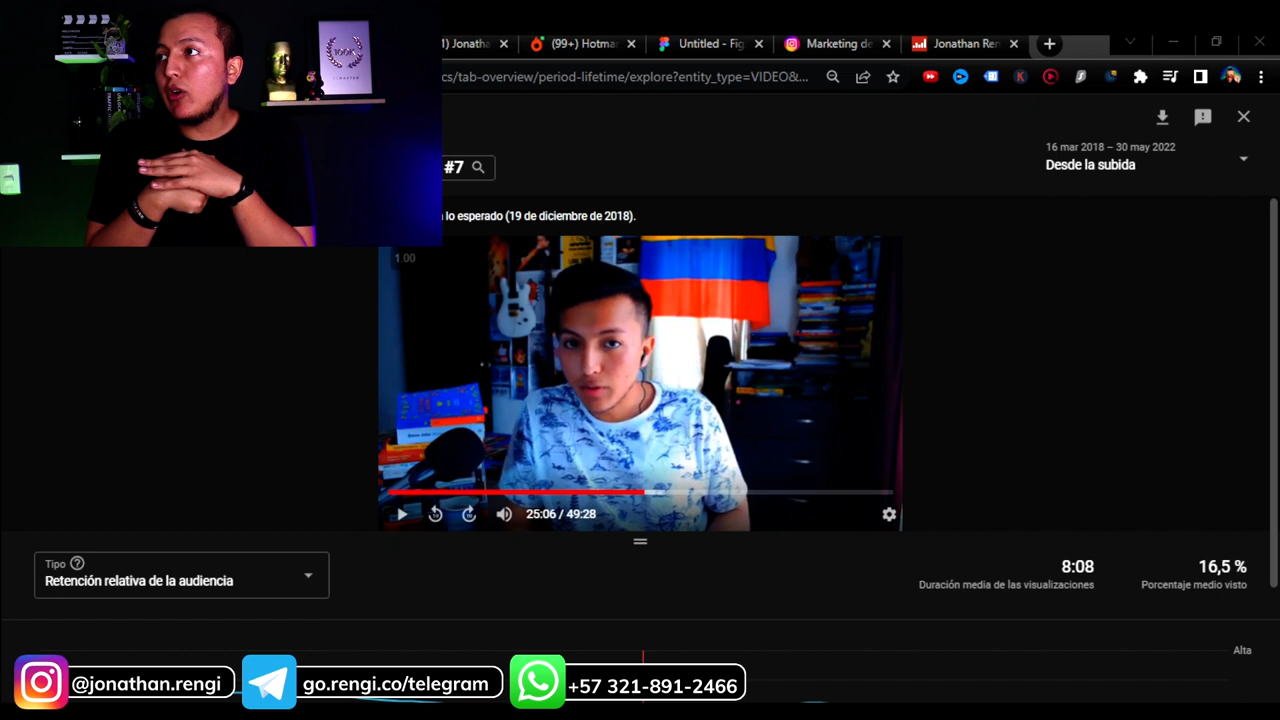 ) Jonatha
(99+) Hotmar
Untitled - Fig
Marketing de
Jonathan Ren
cs/tab-overview/period-lifetime/explore?entity_type=VIDEO&...
16 mar 2018 – 30 may 2022
Desde la subida
#7
lo esperado (19 de diciembre de 2018).
100K
1.00
25:06 / 49:28
Tipo
Retención relativa de la audiencia
8:08
Duración media de las visualizaciones
16,5 %
Porcentaje medio visto
Alta
@jonathan.rengi
go.rengi.co/telegram
+57 321-891-2466